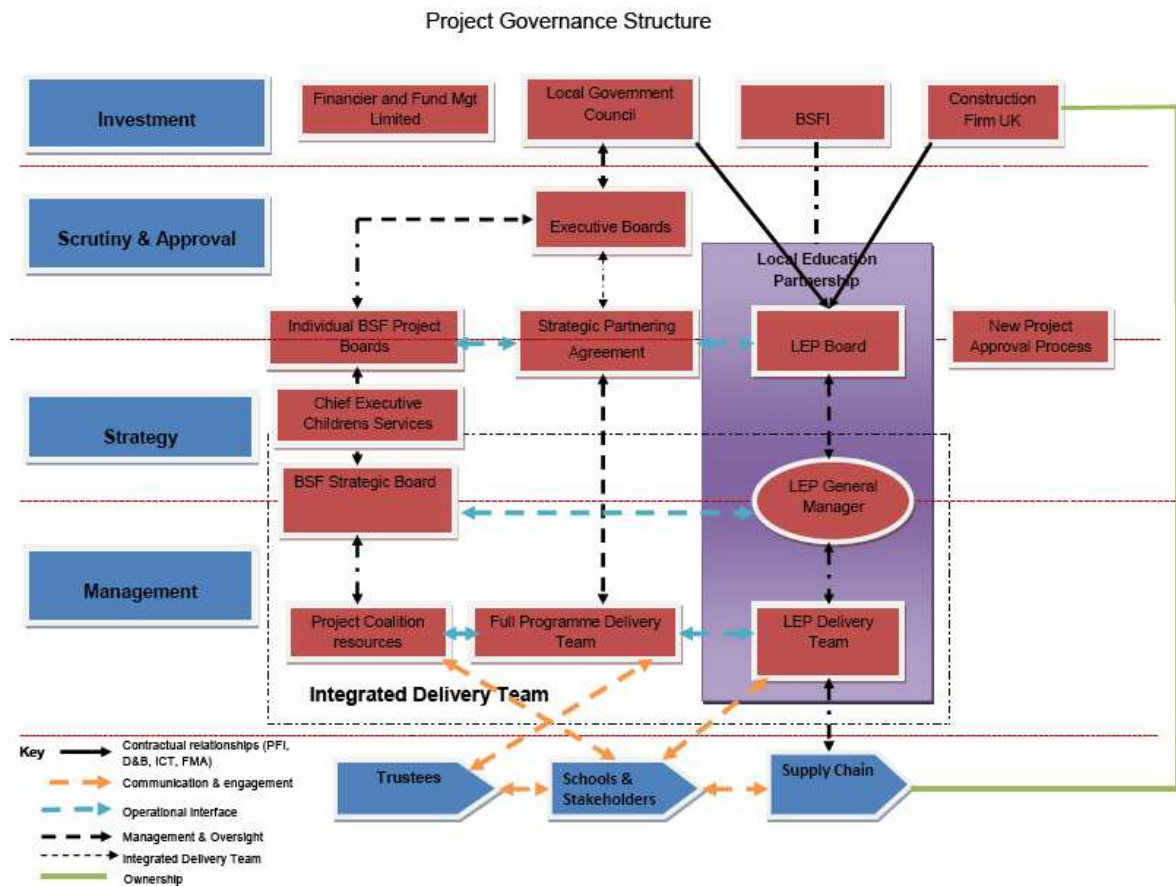 Project Governance Structure
Investment
Financier and Fund Mgt
Limited
Local Government
Council
BSFI
Construction
Firm UK
Scrutiny & Approval
Executive Boards
Local Education
Partnership
Individual BSF Project
Boards
Strategic Partnering
Agreement
LEP Board
New Project
Approval Process
Strategy
Chief Executive
Childrens Services
BSF Strategic Board
LEP General
Manager
Management
Project Coalition
resources
Full Programme Delivery
Team
LEP Delivery
Team
Integrated Delivery Team
Trustees
Schools &
Stakeholders
Supply Chain
Key
Contractual relationships (PFI,
D&B, ICT, FMA)
Communication & engagement
Operational Interface
Management & Oversight
Integrated Delivery Team
Ownership